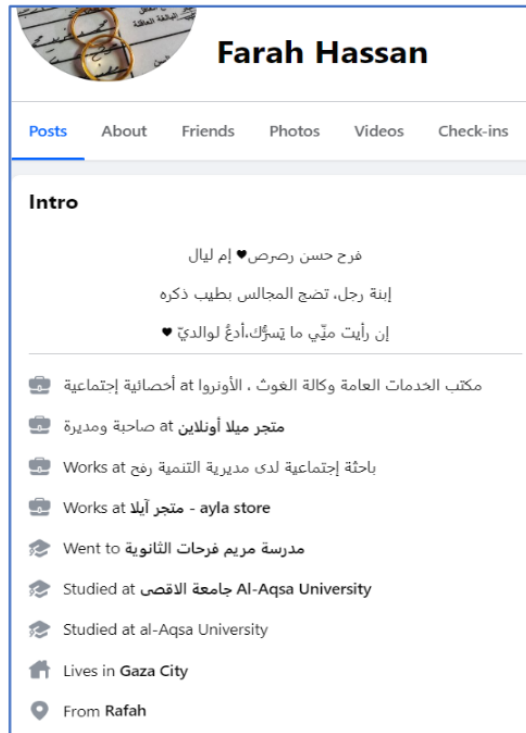 Farah Hassan
Posts About Friends Photos Videos Check-ins
Intro
فرح حسن رصرص♥ إم ليال
إبنة رجل، تضج المجالس بطيب ذكره
إن رأيت منِّي ما يَسرُّك،أدعُ لوالديّ ♥
أخصائية إجتماعية at مكتب الخدمات العامة وكالة الغوث ، الأونروا
صاحبة ومديرة at متجر ميلا أونلاين
Works at باحثة إجتماعية لدى مديرية التنمية رفح
Works at متجر آيلا - ayla store
Went to مدرسة مريم فرحات الثانوية
Studied at جامعة الاقصى Al-Aqsa University
Studied at al-Aqsa University
Lives in Gaza City
From Rafah